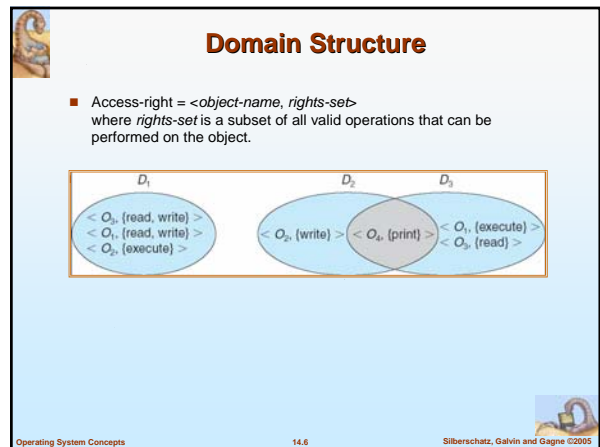 Domain Structure
Access-right = <object-name, rights-set>
where rights-set is a subset of all valid operations that can be
performed on the object.
D₁ D₂ D₃
< O₃, {read, write} >
< O₁, {read, write} >
< O₂, {execute} >
< O₂, {write} > < O₄, {print} > < O₁, {execute} >
< O₃, {read} >
Operating System Concepts 14.6 Silberschatz, Galvin and Gagne ©2005